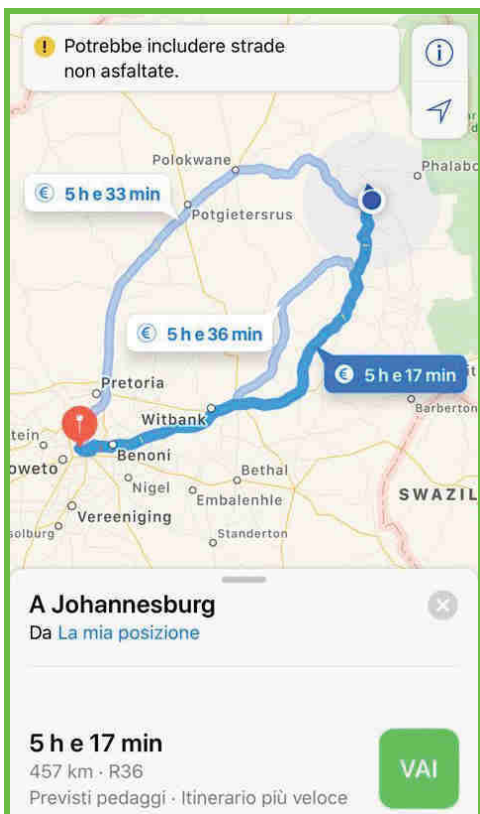 Potrebbe includere strade
non asfaltate.
Polokwane
Phalabo
5 h e 33 min
Potgietersrus
5 h e 36 min
5 h e 17 min
Pretoria
Witbank
Barberton
tein
Benoni
oweto
Bethal
Nigel
Embalenhle
SWAZIL
Vereeniging
solburg
Standerton
A Johannesburg
Da La mia posizione
5 h e 17 min
VAI
457 km · R36
Previsti pedaggi · Itinerario più veloce